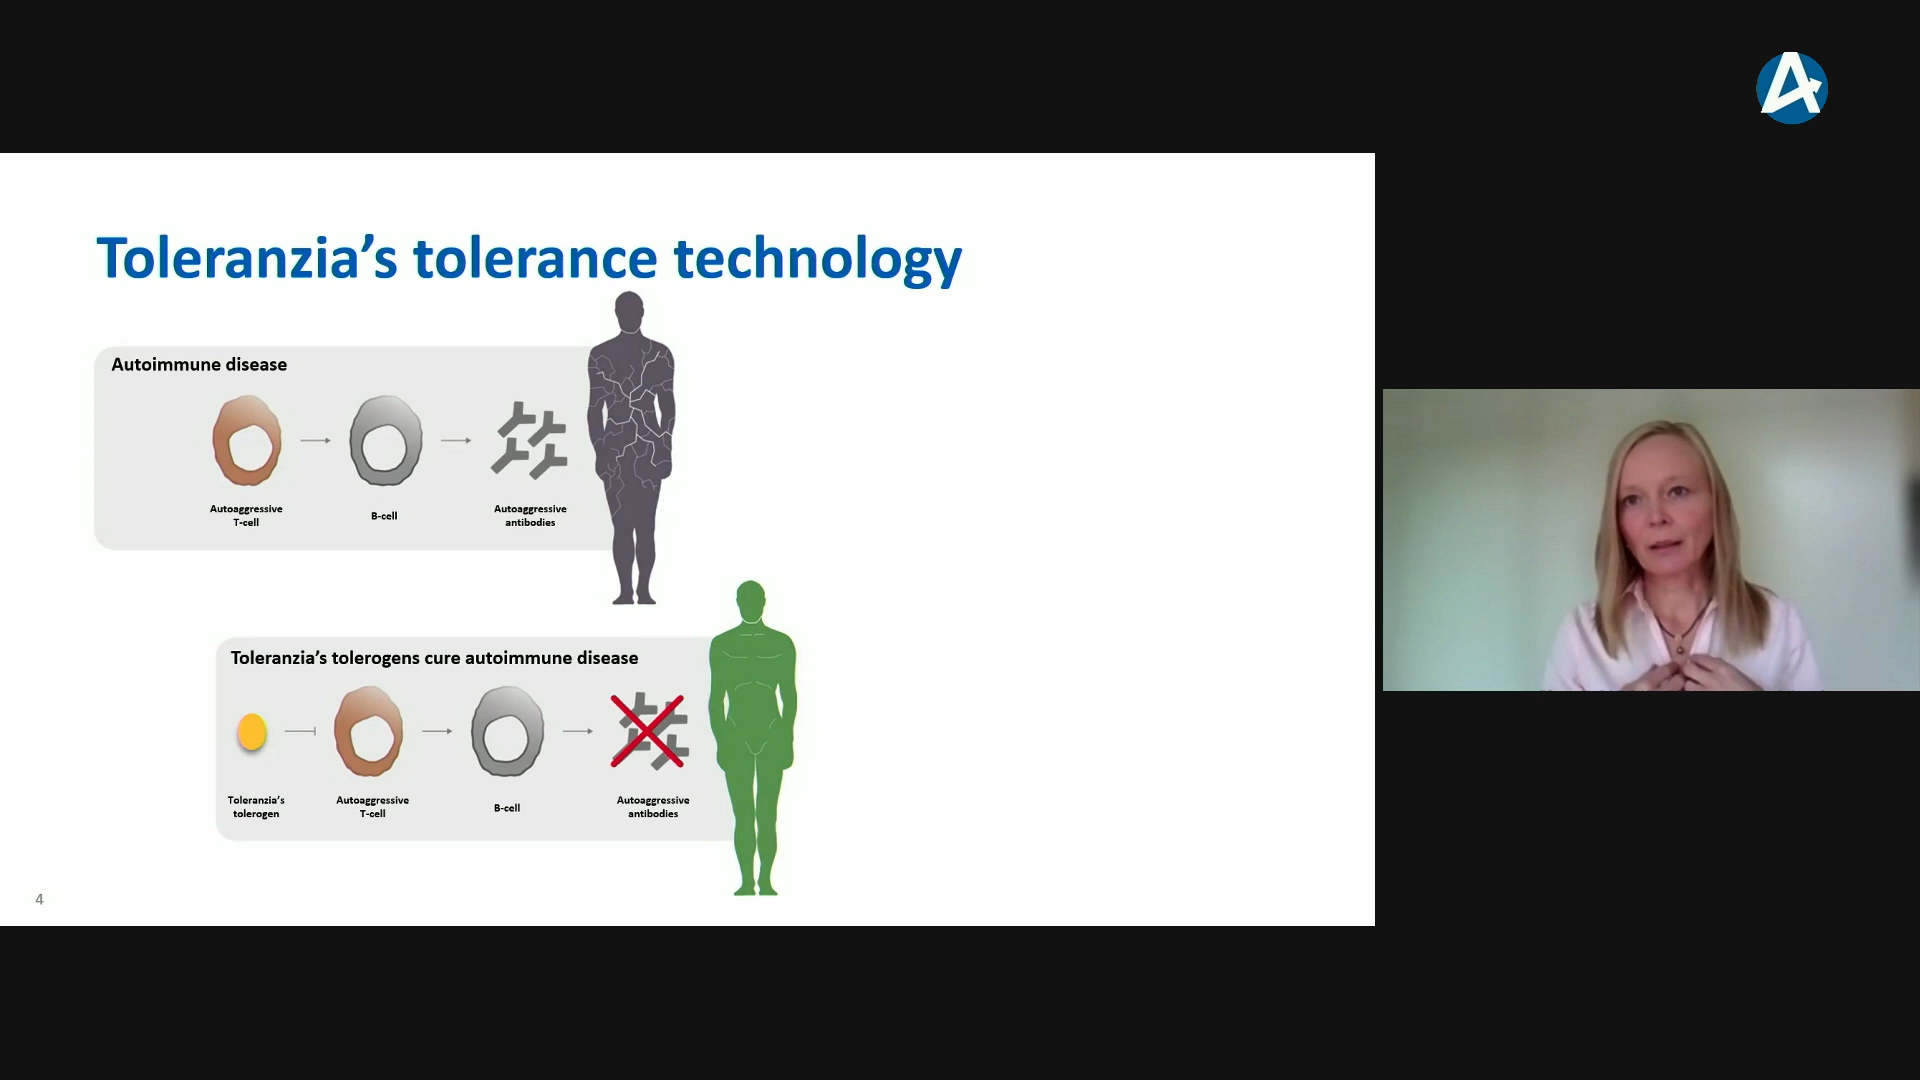 Toleranzia’s tolerance technology
Autoimmune disease
Autoaggressive
T-cell
B-cell
Autoaggressive
antibodies
Toleranzia’s tolerogens cure autoimmune disease
Toleranzia’s
tolerogen
Autoaggressive
T-cell
B-cell
Autoaggressive
antibodies
4